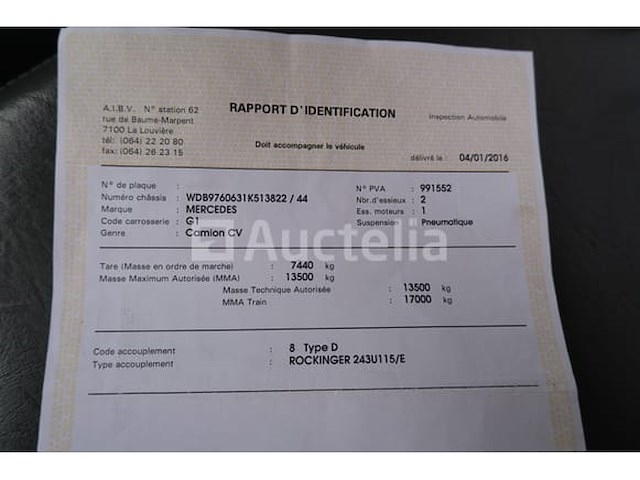 A.I.B.V. N° station 62
rue de Baume-Marpent
7100 La Louvière
tél: (064) 22 20 80
fax: (064) 26 23 15
RAPPORT D'IDENTIFICATION
Doit accompagner le véhicule
Inspection Automobile
délivré le : 04/01/2016
N° de plaque :
Numéro châssis : WDB9760631K513822 / 44
Marque : MERCEDES
Code carrosserie : G1
Genre : Camion CV
N° PVA : 991552
Nbr.d'essieux : 2
Ess. moteurs : 1
Suspension : Pneumatique
Auctelia
Tare (Masse en ordre de marche) : 7440 kg
Masse Maximum Autorisée (MMA) : 13500 kg
Masse Technique Autorisée : 13500 kg
MMA Train : 17000 kg
Code accouplement : 8 Type D
Type accouplement : ROCKINGER 243U115/E